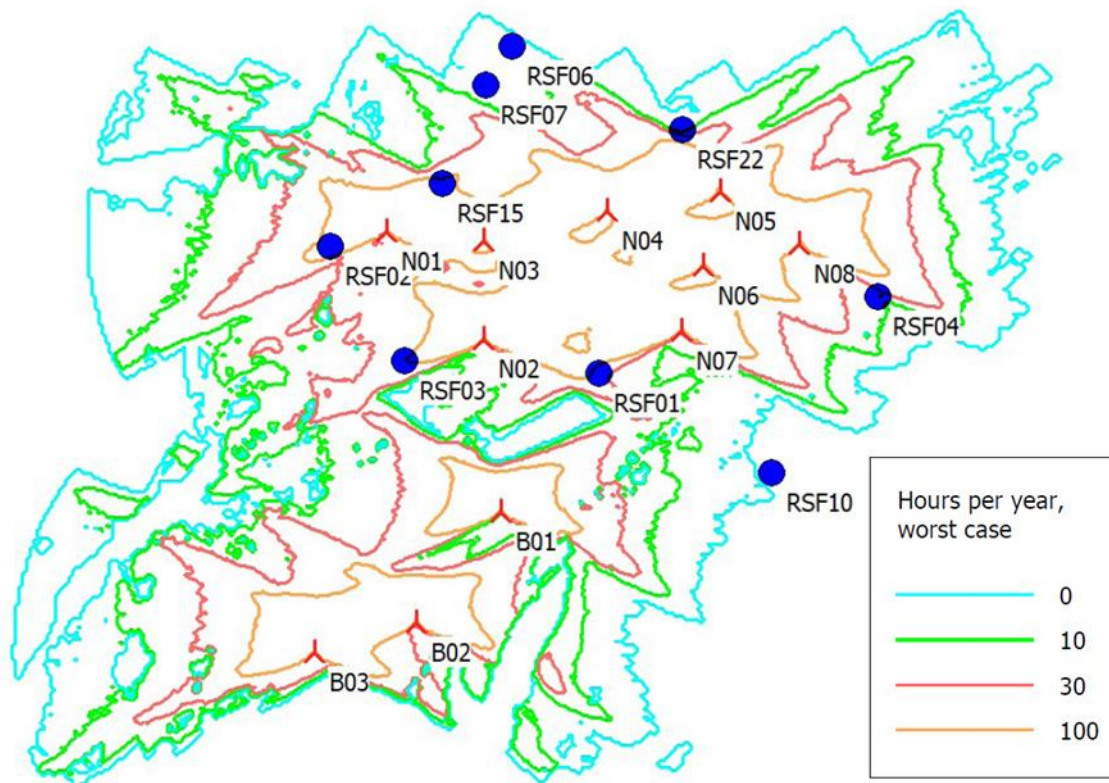 RSF06
RSF07
RSF22
RSF15
N05
N04
N01
N03
RSF02
N08
N06
RSF04
N07
N02
RSF03
RSF01
RSF10
B01
B02
B03
Hours per year,
worst case
0
10
30
100